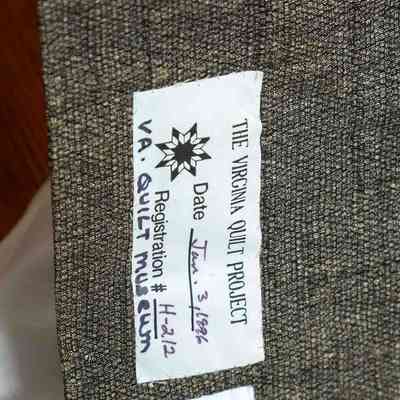 THE VIRGINIA QUILT PROJECT
Date Jan. 3, 1996
Registration # H-212
VA. QUILT MUSEUM